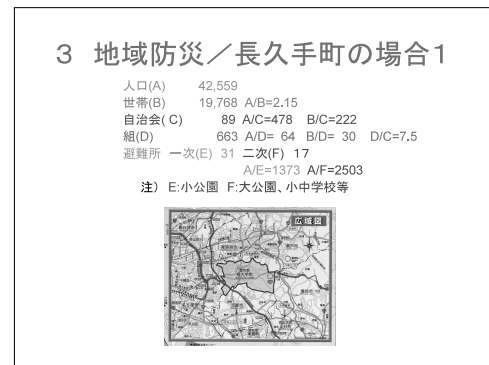 3 地域防災／長久手町の場合１
人口(A) 42,559
世帯(B) 19,768 A/B=2.15
自治会( C) 89 A/C=478 B/C=222
組(D) 663 A/D= 64 B/D= 30 D/C=7.5
避難所 一次(E) 31 二次(F) １７
A/E=1373 A/F=2503
注） E:小公園 F:大公園、小中学校等
広域図